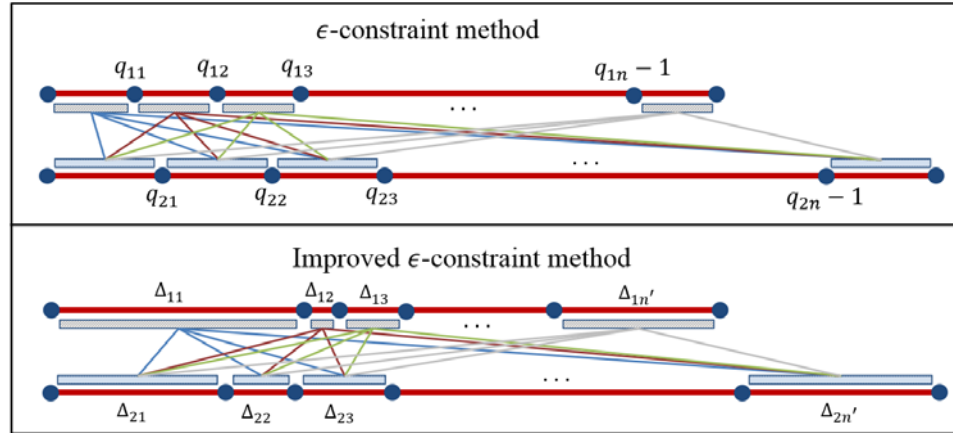 ϵ-constraint method
q₁₁ q₁₂ q₁₃ q₁ₙ − 1
...
...
q₂₁ q₂₂ q₂₃ q₂ₙ − 1
Improved ϵ-constraint method
Δ₁₁ Δ₁₂ Δ₁₃ Δ₁ₙ′
...
...
Δ₂₁ Δ₂₂ Δ₂₃ Δ₂ₙ′